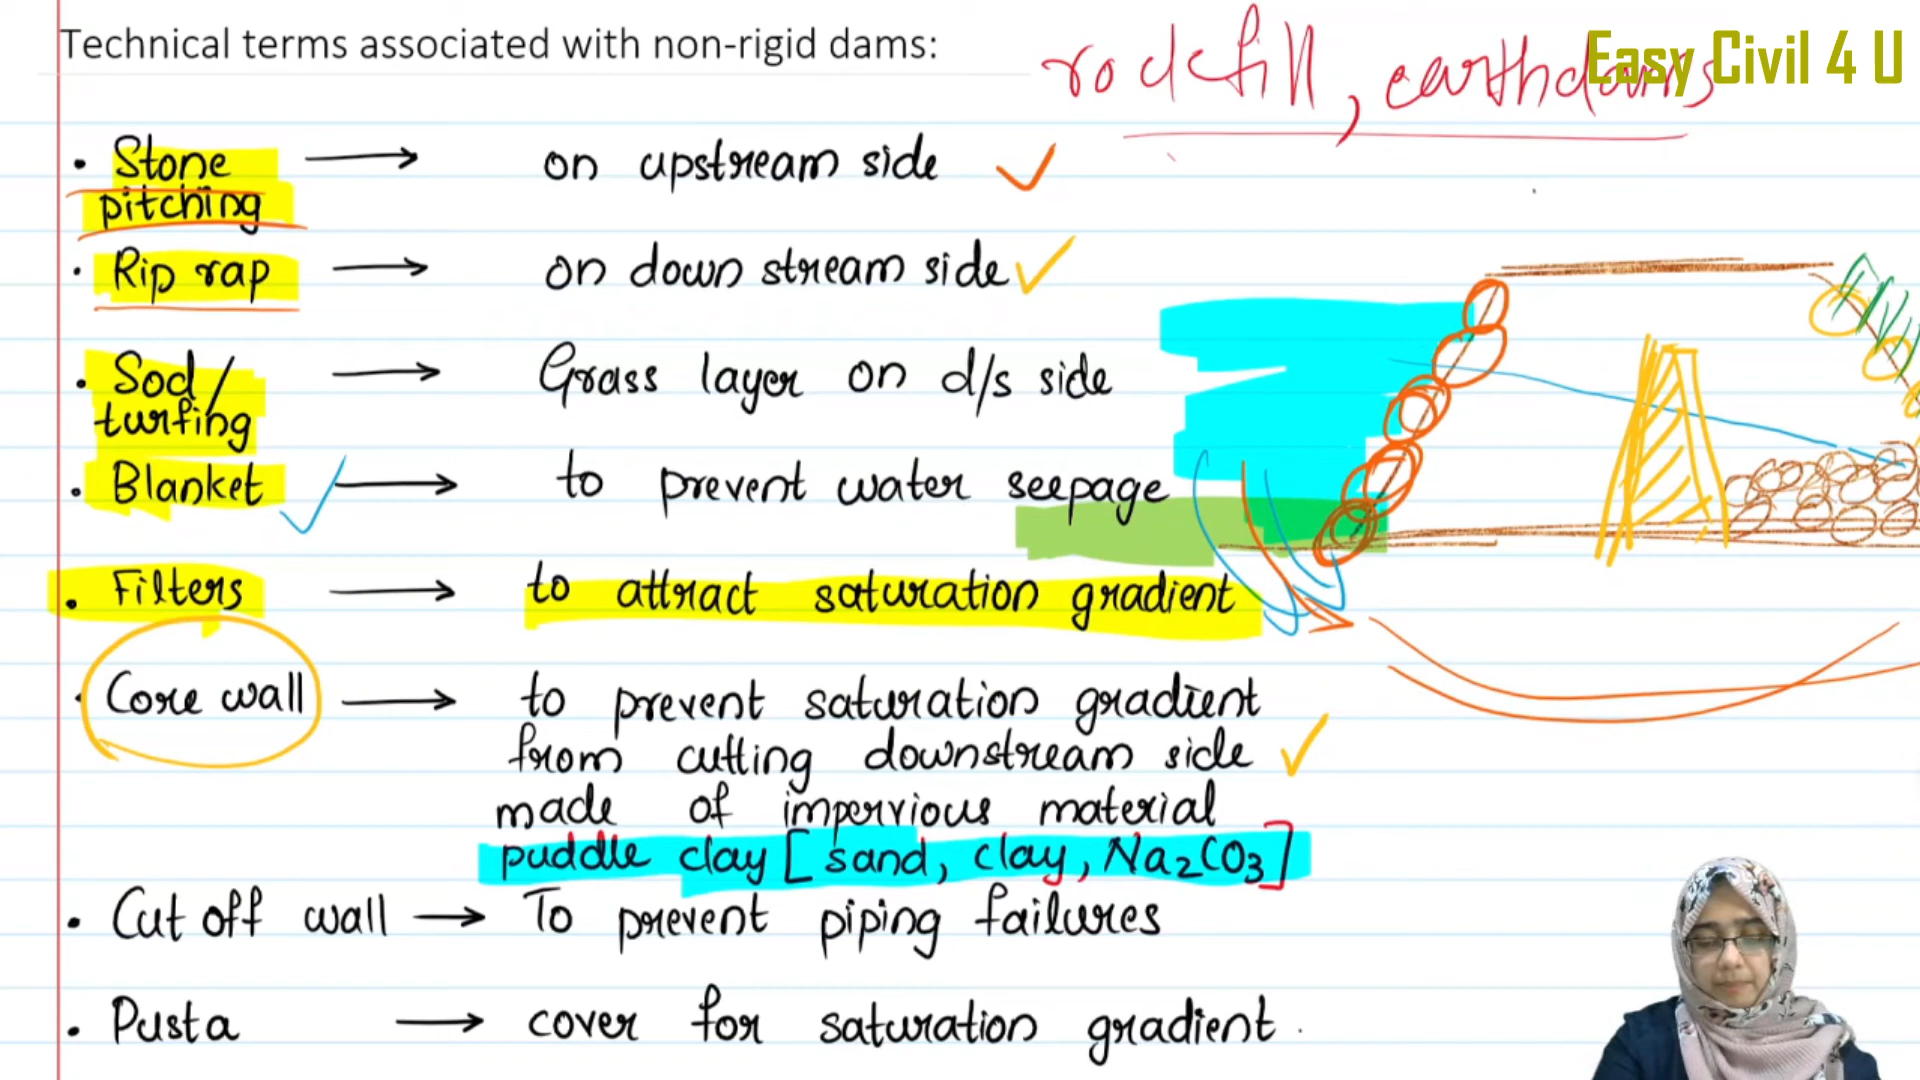 Technical terms associated with non-rigid dams:
rockfill, earthdams
Easy Civil 4 U
• Stone pitching → on upstream side ✓
• Rip rap → on down stream side ✓
• Sod/turfing → Grass layer on d/s side
• Blanket ✓ → to prevent water seepage
• Filters → to attract saturation gradient
• Core wall → to prevent saturation gradient
from cutting downstream side ✓
made of impervious material
puddle clay [sand, clay, Na₂CO₃]
• Cut off wall → To prevent piping failures
• Pusta → cover for saturation gradient.